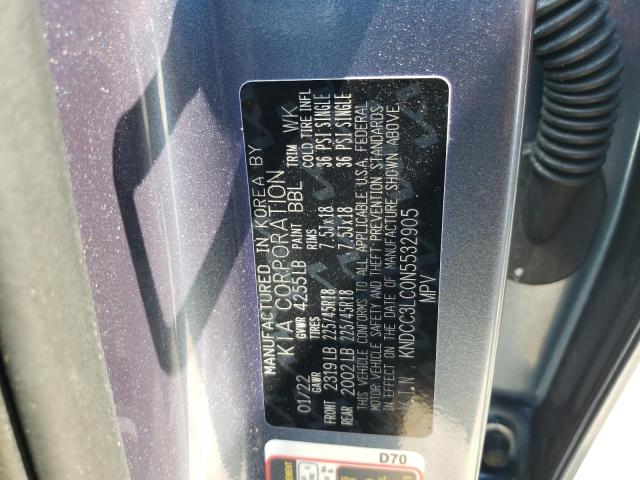 MANUFACTURED IN KOREA BY
KIA CORPORATION
01/22 GVWR 4255LB PAINT BBL TRIM WK
GAWR TIRES RIMS COLD TIRE INFL
FRONT 2319LB 225/45R18 7.5JX18 36 PSI SINGLE
REAR 2002LB 225/45R18 7.5JX18 36 PSI SINGLE
THIS VEHICLE CONFORMS TO ALL APPLICABLE U.S.A. FEDERAL
MOTOR VEHICLE SAFETY AND THEFT PREVENTION STANDARDS
IN EFFECT ON THE DATE OF MANUFACTURE SHOWN ABOVE.
V.I.N. KNDCC3LC0N5532905
MPV
D70